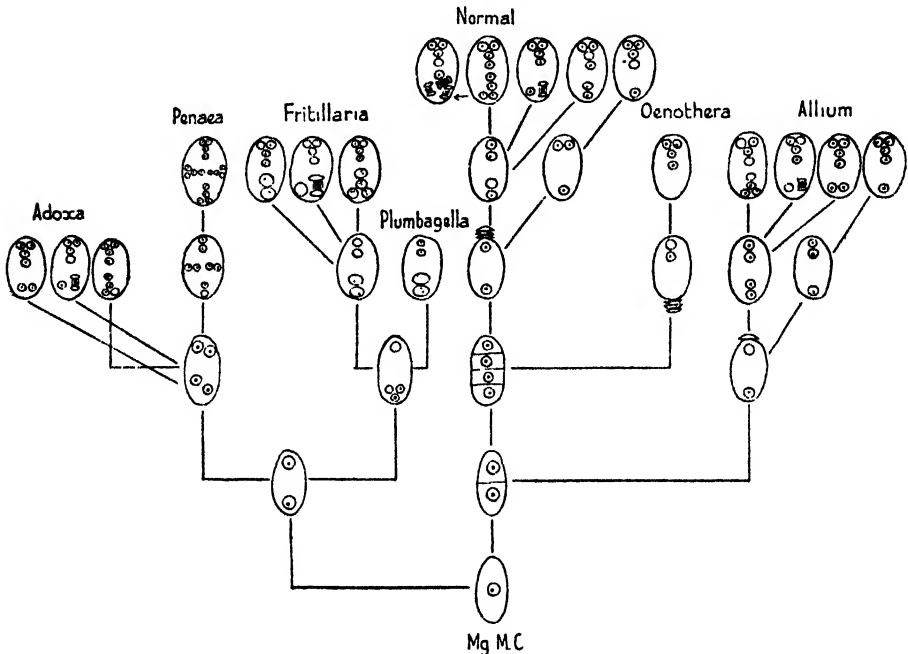 Normal
Penaea
Fritillaria
Oenothera
Allium
Adoxa
Plumbagella
Mg M.C